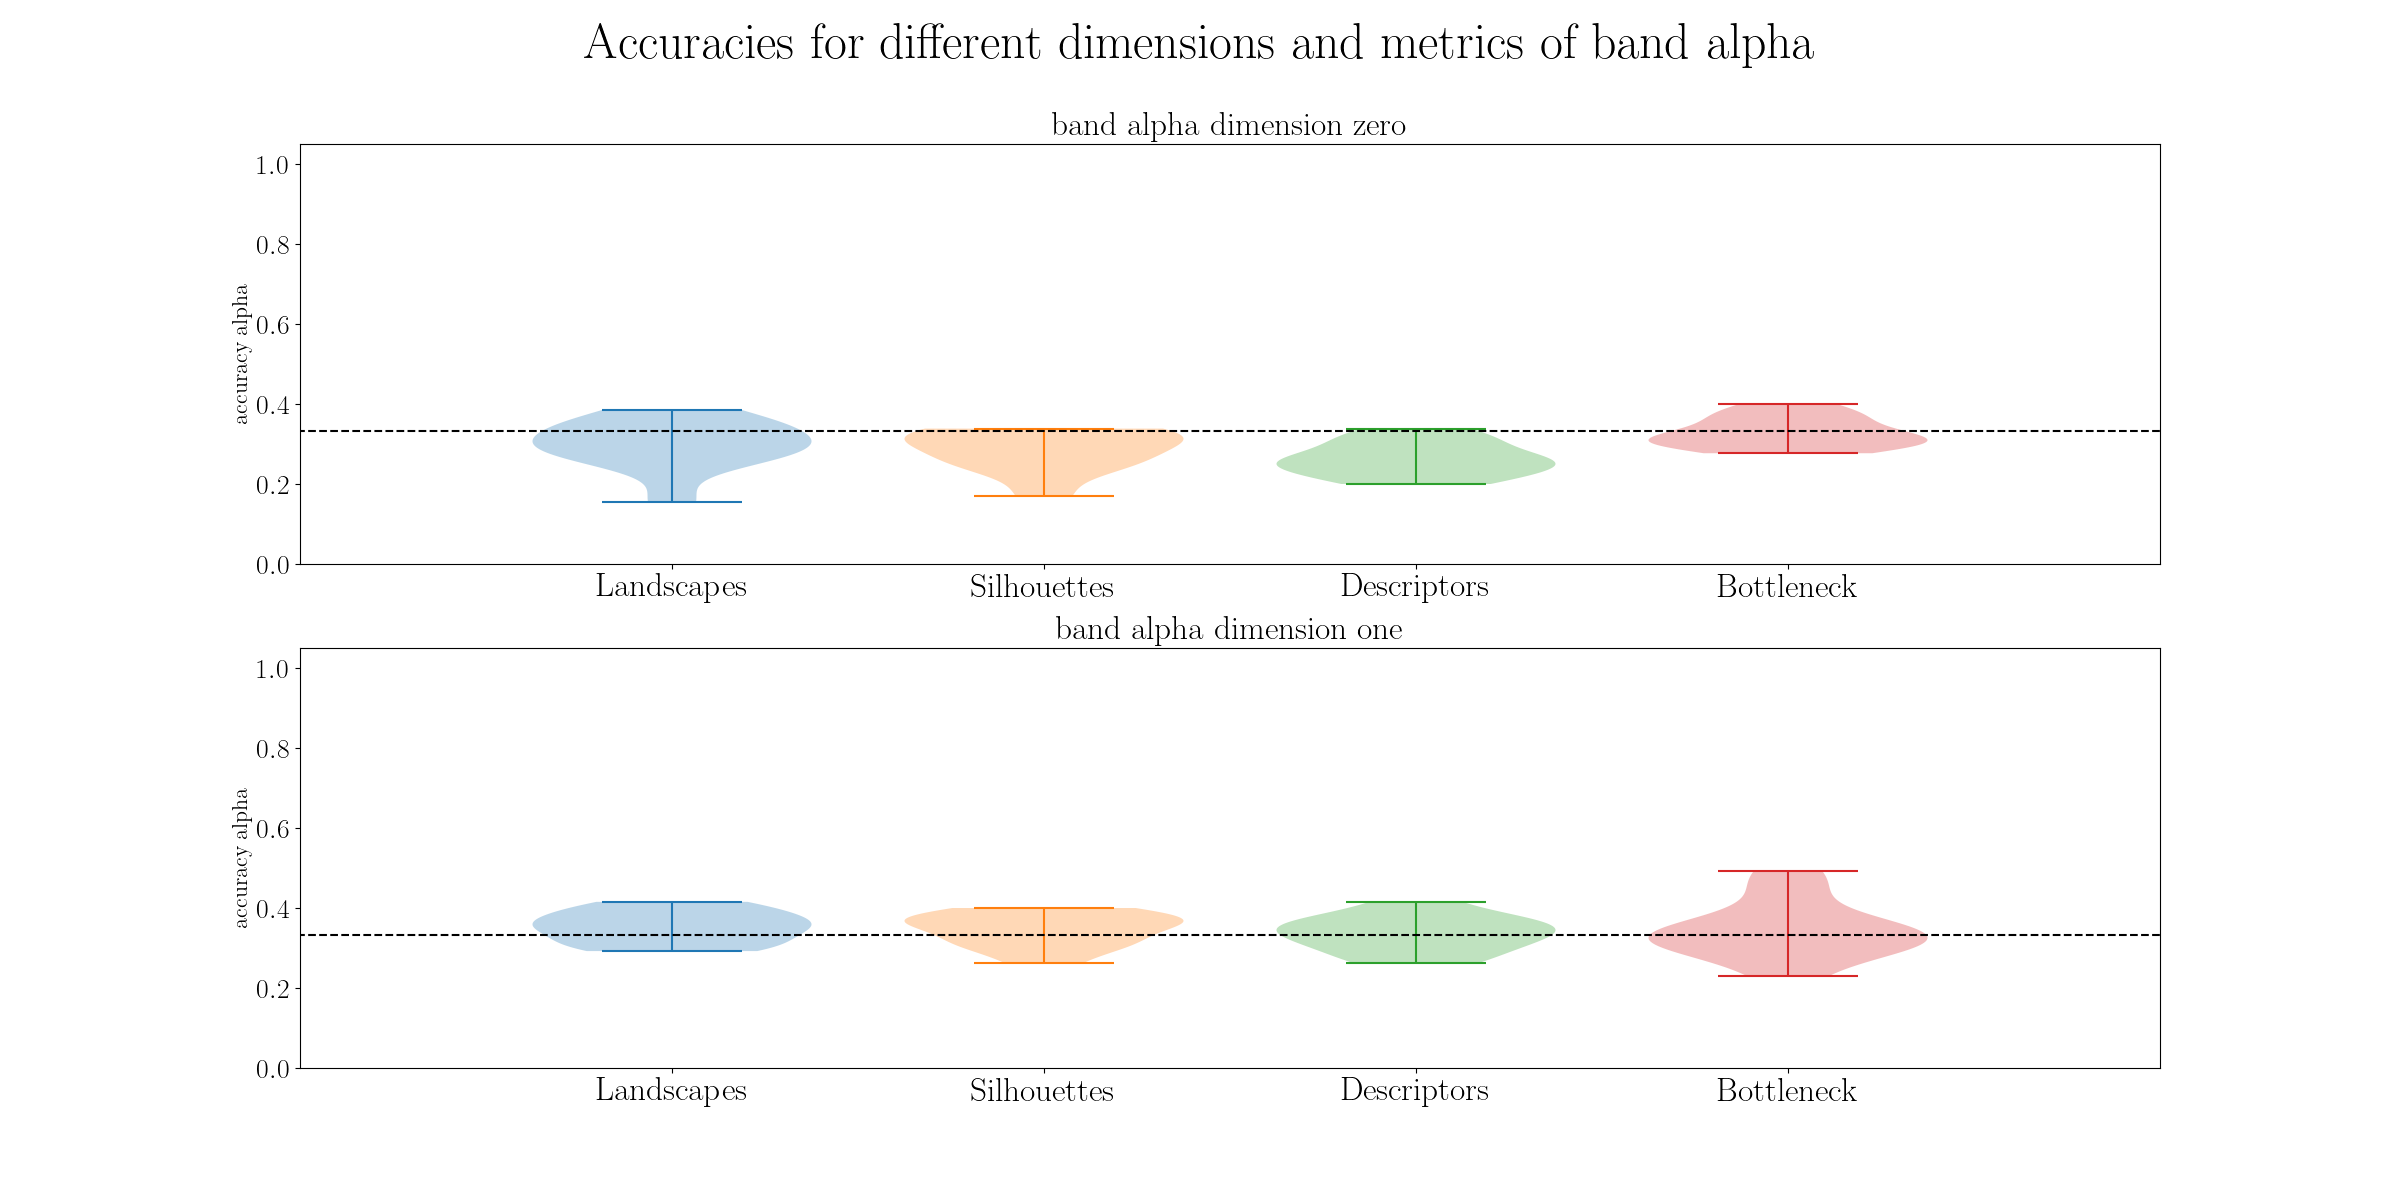 Accuracies for different dimensions and metrics of band alpha
band alpha dimension zero
accuracy alpha
1.0
0.8
0.6
0.4
0.2
0.0
Landscapes Silhouettes Descriptors Bottleneck
band alpha dimension one
accuracy alpha
1.0
0.8
0.6
0.4
0.2
0.0
Landscapes Silhouettes Descriptors Bottleneck